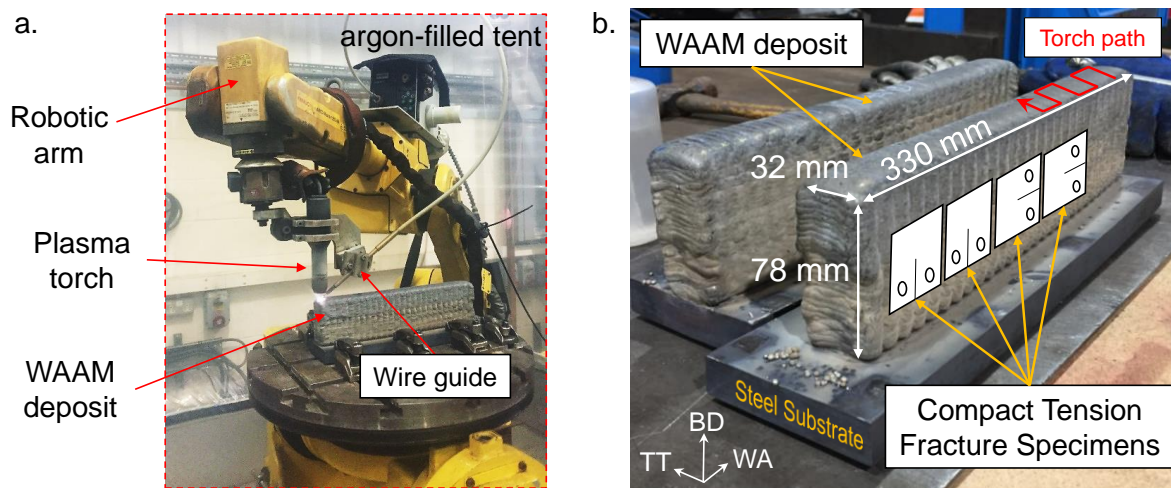 a.
argon-filled tent
Robotic
arm
Plasma
torch
WAAM
deposit
Wire guide
b.
WAAM deposit
Torch path
32 mm
330 mm
78 mm
Steel Substrate
BD
TT
WA
Compact Tension
Fracture Specimens